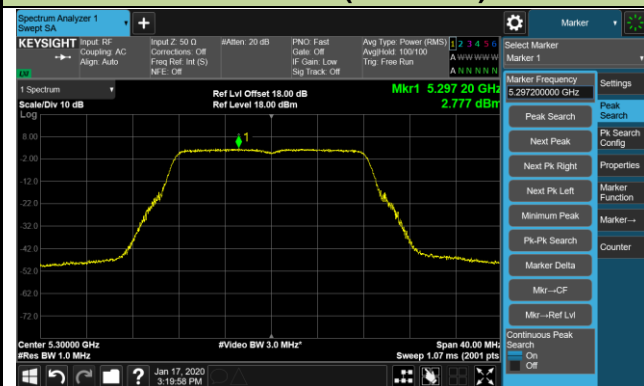 Spectrum Analyzer 1
Swept SA
Marker
KEYSIGHT
Input: RF
Coupling: AC
Align: Auto
Input Z: 50 Ω
Corrections: Off
Freq Ref: Int (S)
NFE: Off
#Atten: 20 dB
PNO: Fast
Gate: Off
IF Gain: Low
Sig Track: Off
Avg Type: Power (RMS)
Avg|Hold: 100/100
Trig: Free Run
1 2 3 4 5 6
A W W W W W
A N N N N N
LXI
Select Marker
Marker 1
1 Spectrum
Scale/Div 10 dB
Log
Ref Lvl Offset 18.00 dB
Ref Level 18.00 dBm
Mkr1 5.297 20 GHz
2.777 dBm
8.00
-2.00
-12.0
-22.0
-32.0
-42.0
-52.0
-62.0
-72.0
1
Center 5.30000 GHz
#Res BW 1.0 MHz
#Video BW 3.0 MHz*
Span 40.00 MHz
Sweep 1.07 ms (2001 pts)
Marker Frequency
5.297200000 GHz
Peak Search
Next Peak
Next Pk Right
Next Pk Left
Minimum Peak
Pk-Pk Search
Marker Delta
Mkr→CF
Mkr→Ref Lvl
Continuous Peak
Search
On
Off
Settings
Peak
Search
Pk Search
Config
Properties
Marker
Function
Marker→
Counter
Jan 17, 2020
3:19:58 PM